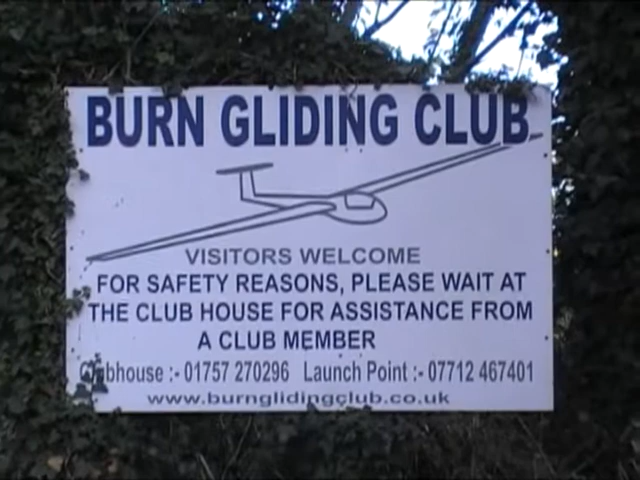 BURN GLIDING CLUB
VISITORS WELCOME
FOR SAFETY REASONS, PLEASE WAIT AT
THE CLUB HOUSE FOR ASSISTANCE FROM
A CLUB MEMBER
Clubhouse :- 01757 270296 Launch Point :- 07712 467401
www.burnglidingclub.co.uk